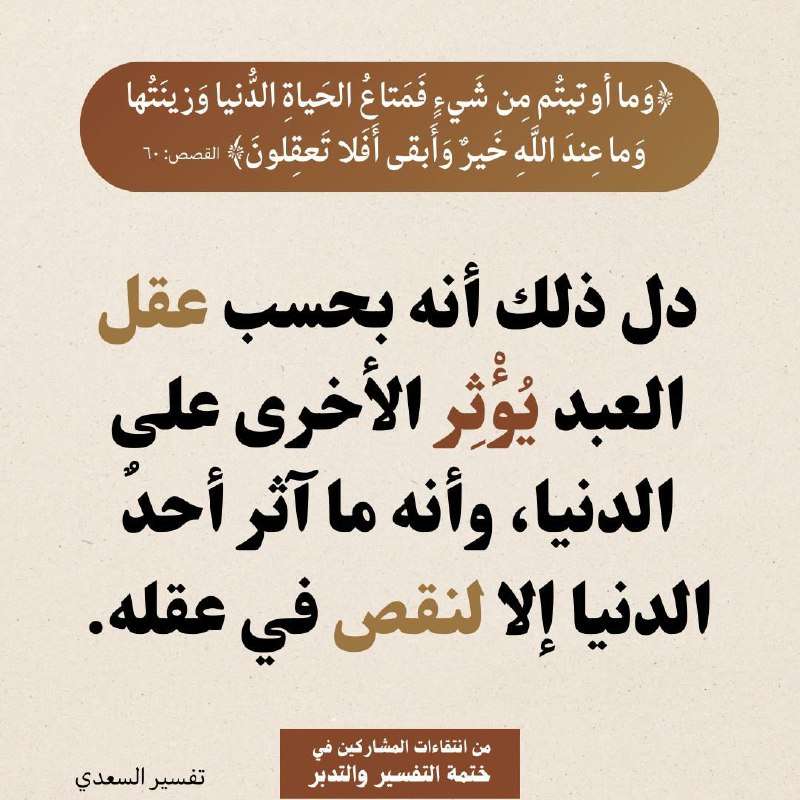 ﴿وَما أوتيتُم مِن شَيءٍ فَمَتاعُ الحَياةِ الدُّنيا وَزينَتُها
وَما عِندَ اللَّهِ خَيرٌ وَأَبقى أَفَلا تَعقِلونَ﴾ القصص: ٦٠
دل ذلك أنه بحسب عقل
العبد يُؤْثِر الأخرى على
الدنيا، وأنه ما آثر أحدٌ
الدنيا إلا لنقص في عقله.
من انتقاءات المشاركين في
ختمة التفسير والتدبر
تفسير السعدي